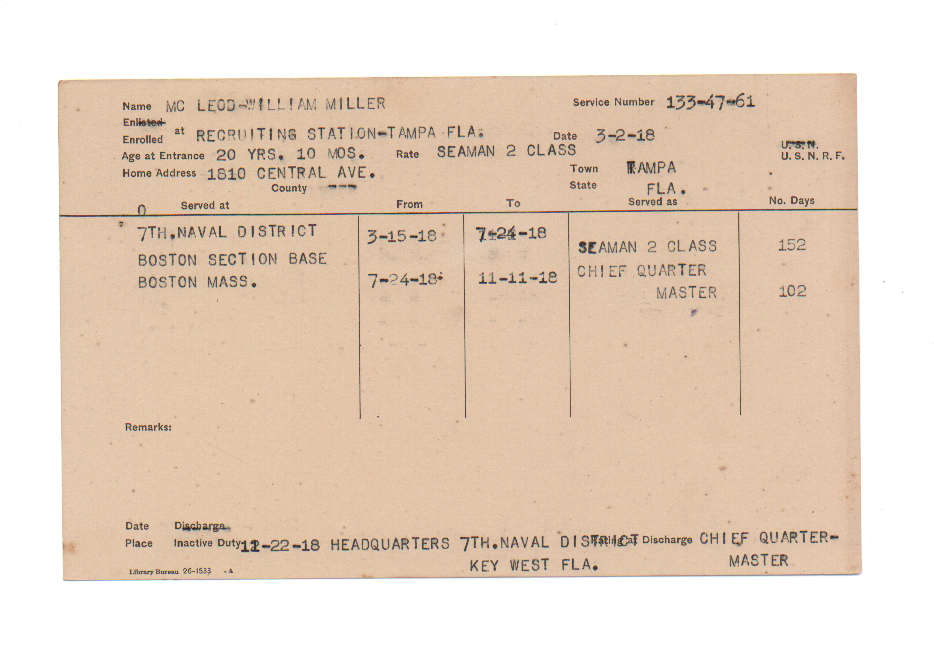 Name MC LEOD-WILLIAM MILLER Service Number 133-47-61
Enlisted
Enrolled at RECRUITING STATION-TAMPA FLA. Date 3-2-18 U.S.N.
Age at Entrance 20 YRS. 10 MOS. Rate SEAMAN 2 CLASS U. S. N. R. F.
Home Address 1810 CENTRAL AVE. Town TAMPA
County --- State FLA.
0 Served at From To Served as No. Days
7TH.NAVAL DISTRICT 3-15-18 7-24-18 SEAMAN 2 CLASS 152
BOSTON SECTION BASE CHIEF QUARTER
BOSTON MASS. 7-24-18 11-11-18 MASTER 102
Remarks:
Date Discharge
Place Inactive Duty 11-22-18 HEADQUARTERS 7TH.NAVAL DISTRICT Rating at Discharge CHIEF QUARTER-
KEY WEST FLA. MASTER
Library Bureau 26-1533 -A